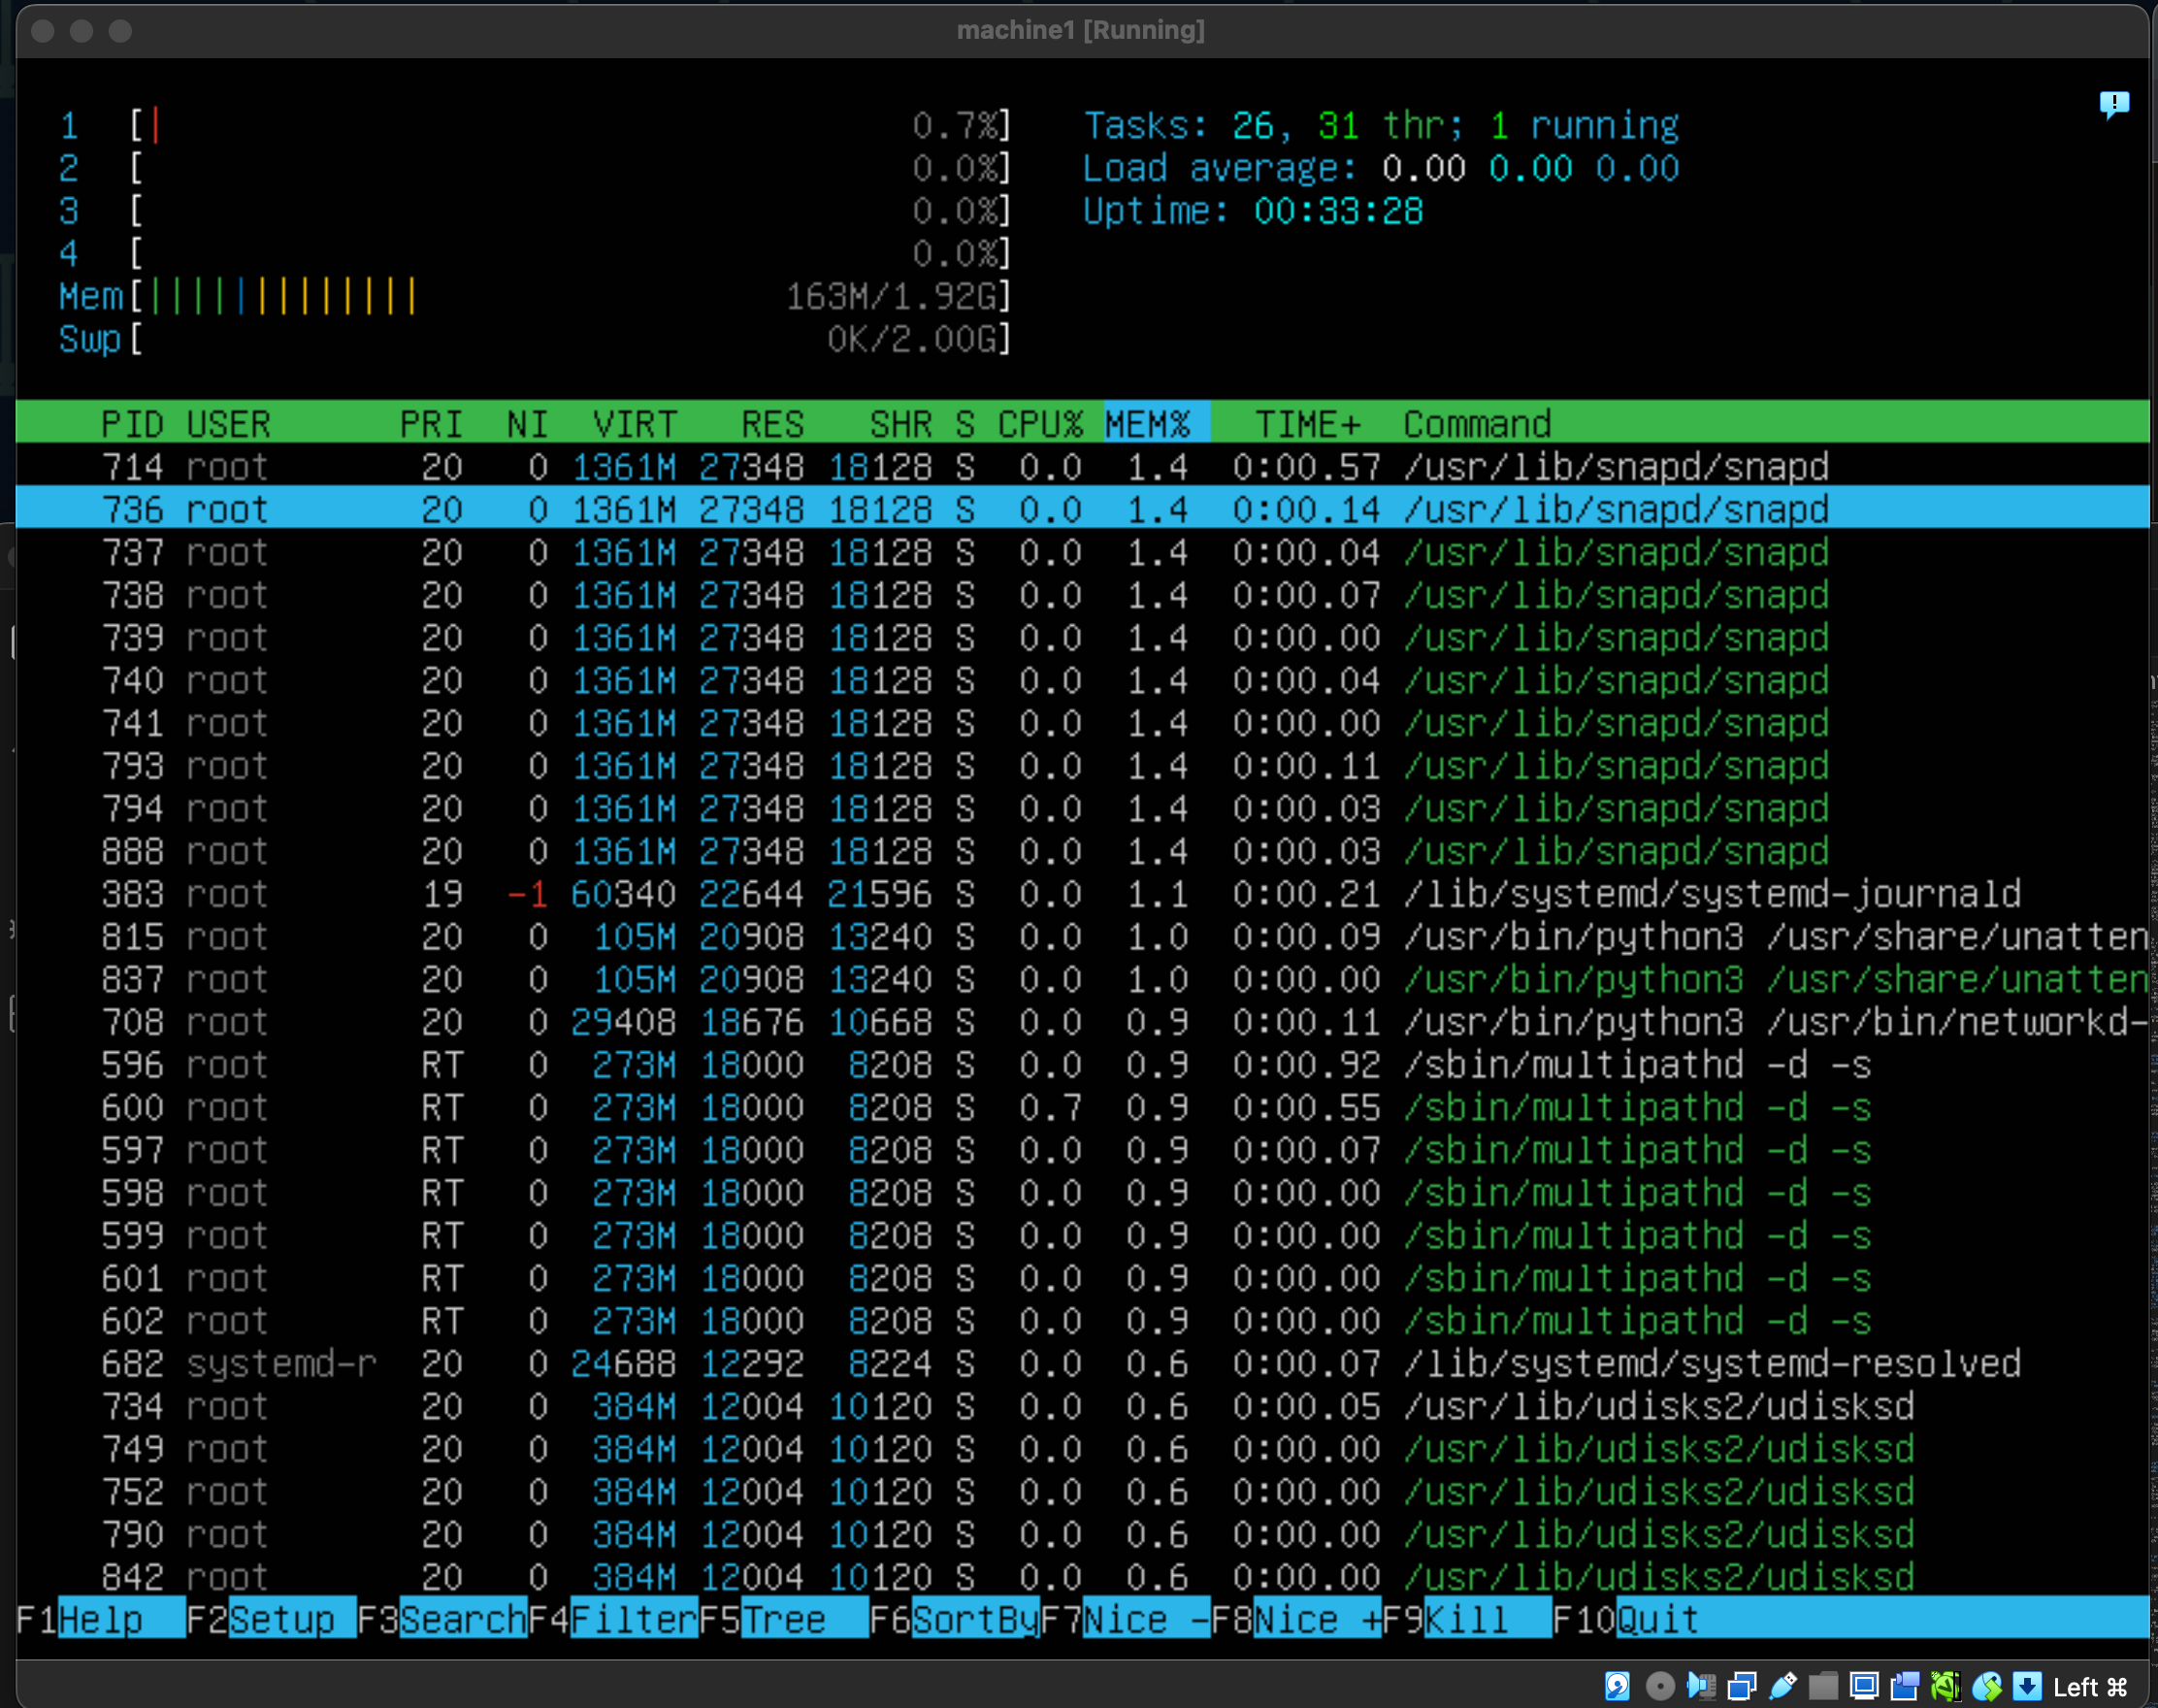 machine1 [Running]
1 [| 0.7%] Tasks: 26, 31 thr; 1 running
2 [ 0.0%] Load average: 0.00 0.00 0.00
3 [ 0.0%] Uptime: 00:33:28
4 [ 0.0%]
Mem[||||||||||||| 163M/1.92G]
Swp[ 0K/2.00G]
PID USER PRI NI VIRT RES SHR S CPU% MEM% TIME+ Command
714 root 20 0 1361M 27348 18128 S 0.0 1.4 0:00.57 /usr/lib/snapd/snapd
736 root 20 0 1361M 27348 18128 S 0.0 1.4 0:00.14 /usr/lib/snapd/snapd
737 root 20 0 1361M 27348 18128 S 0.0 1.4 0:00.04 /usr/lib/snapd/snapd
738 root 20 0 1361M 27348 18128 S 0.0 1.4 0:00.07 /usr/lib/snapd/snapd
739 root 20 0 1361M 27348 18128 S 0.0 1.4 0:00.00 /usr/lib/snapd/snapd
740 root 20 0 1361M 27348 18128 S 0.0 1.4 0:00.04 /usr/lib/snapd/snapd
741 root 20 0 1361M 27348 18128 S 0.0 1.4 0:00.00 /usr/lib/snapd/snapd
793 root 20 0 1361M 27348 18128 S 0.0 1.4 0:00.11 /usr/lib/snapd/snapd
794 root 20 0 1361M 27348 18128 S 0.0 1.4 0:00.03 /usr/lib/snapd/snapd
888 root 20 0 1361M 27348 18128 S 0.0 1.4 0:00.03 /usr/lib/snapd/snapd
383 root 19 -1 60340 22644 21596 S 0.0 1.1 0:00.21 /lib/systemd/systemd-journald
815 root 20 0 105M 20908 13240 S 0.0 1.0 0:00.09 /usr/bin/python3 /usr/share/unatten
837 root 20 0 105M 20908 13240 S 0.0 1.0 0:00.00 /usr/bin/python3 /usr/share/unatten
708 root 20 0 29408 18676 10668 S 0.0 0.9 0:00.11 /usr/bin/python3 /usr/bin/networkd-
596 root RT 0 273M 18000 8208 S 0.0 0.9 0:00.92 /sbin/multipathd -d -s
600 root RT 0 273M 18000 8208 S 0.7 0.9 0:00.55 /sbin/multipathd -d -s
597 root RT 0 273M 18000 8208 S 0.0 0.9 0:00.07 /sbin/multipathd -d -s
598 root RT 0 273M 18000 8208 S 0.0 0.9 0:00.00 /sbin/multipathd -d -s
599 root RT 0 273M 18000 8208 S 0.0 0.9 0:00.00 /sbin/multipathd -d -s
601 root RT 0 273M 18000 8208 S 0.0 0.9 0:00.00 /sbin/multipathd -d -s
602 root RT 0 273M 18000 8208 S 0.0 0.9 0:00.00 /sbin/multipathd -d -s
682 systemd-r 20 0 24688 12292 8224 S 0.0 0.6 0:00.07 /lib/systemd/systemd-resolved
734 root 20 0 384M 12004 10120 S 0.0 0.6 0:00.05 /usr/lib/udisks2/udisksd
749 root 20 0 384M 12004 10120 S 0.0 0.6 0:00.00 /usr/lib/udisks2/udisksd
752 root 20 0 384M 12004 10120 S 0.0 0.6 0:00.00 /usr/lib/udisks2/udisksd
790 root 20 0 384M 12004 10120 S 0.0 0.6 0:00.00 /usr/lib/udisks2/udisksd
842 root 20 0 384M 12004 10120 S 0.0 0.6 0:00.00 /usr/lib/udisks2/udisksd
F1Help F2Setup F3SearchF4FilterF5Tree F6SortByF7Nice -F8Nice +F9Kill F10Quit
Left ⌘